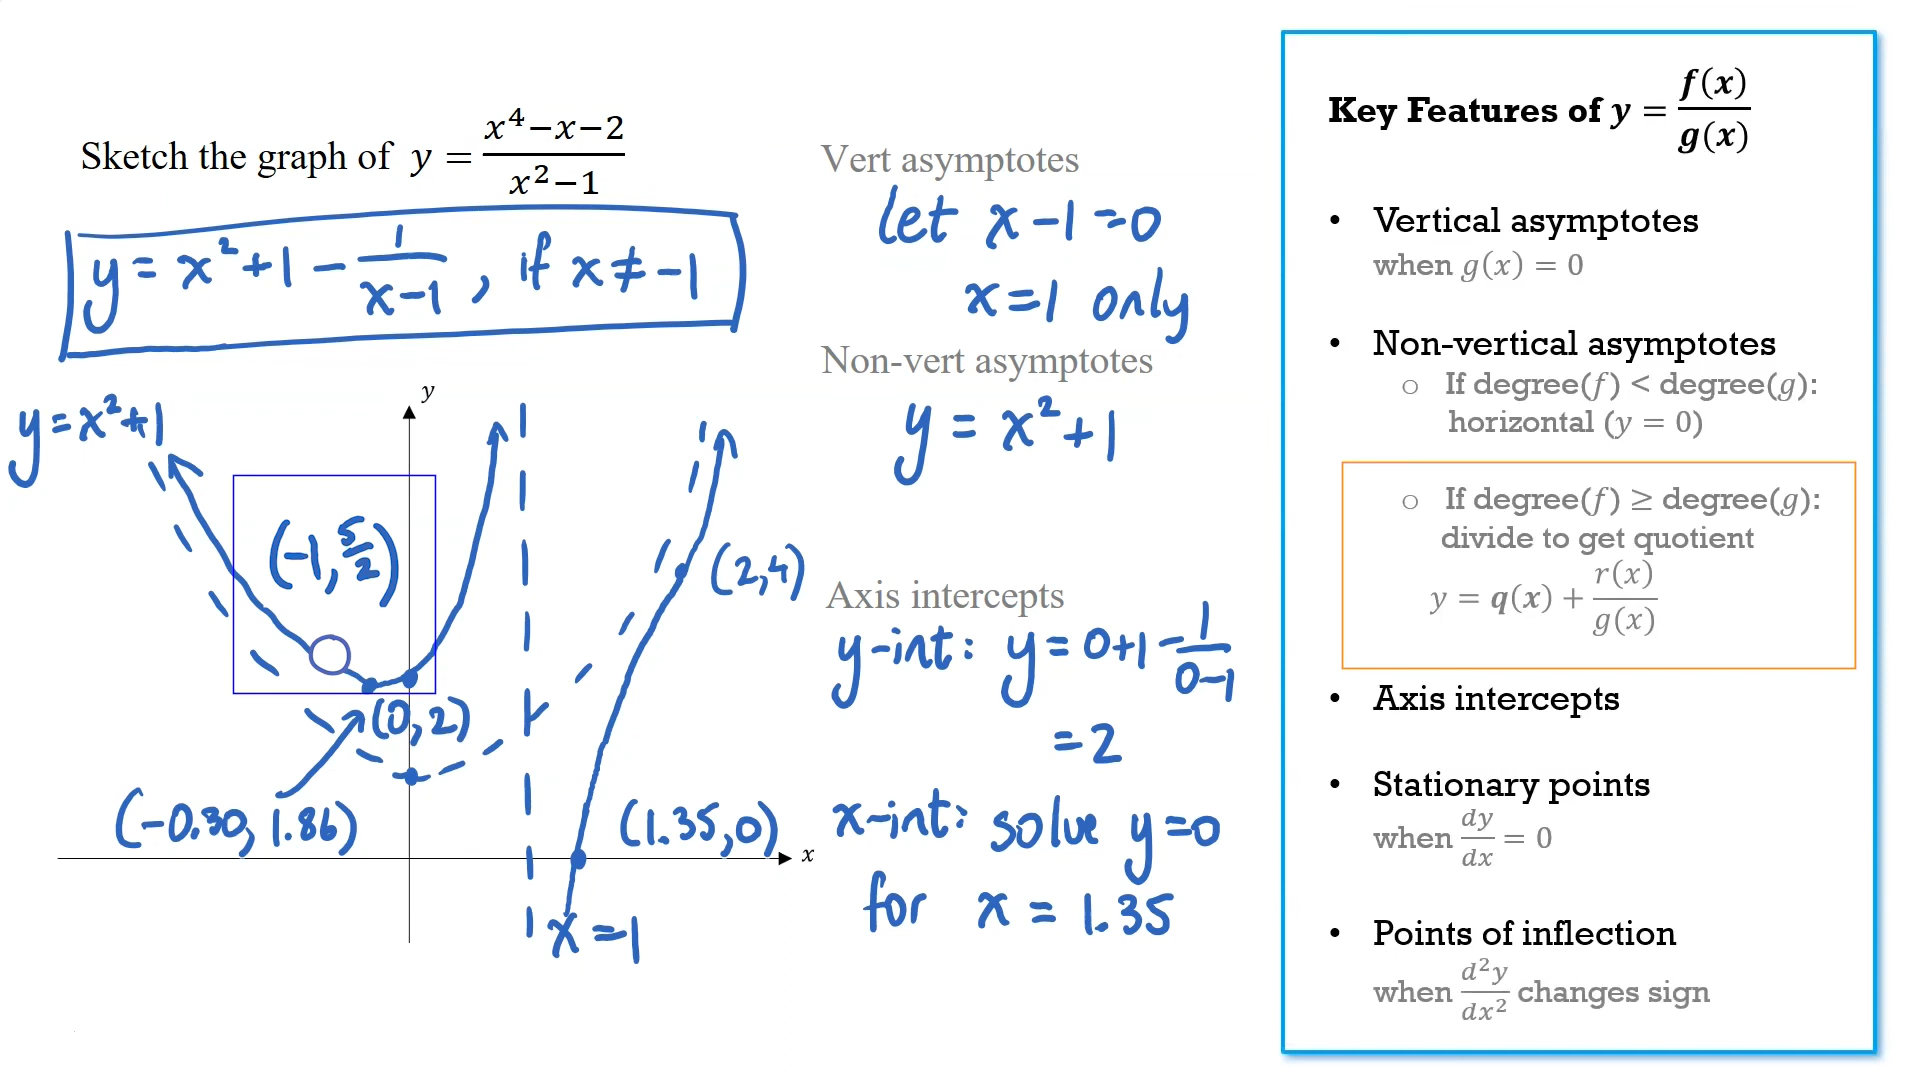 Sketch the graph of y = (x⁴−x−2)/(x²−1)
y = x²+1 − 1/(x−1) , if x ≠ −1
y
y = x²+1
(−1, 5/2)
(2,4)
(0, 2)
(−0.30, 1.86)
(1.35, 0)
x
x = 1
Vert asymptotes
let x−1 = 0
x = 1 only
Non-vert asymptotes
y = x²+1
Axis intercepts
y-int: y = 0+1 − 1/(0−1)
= 2
x-int: solve y=0
for x = 1.35
Key Features of y = f(x)/g(x)
• Vertical asymptotes
when g(x) = 0
• Non-vertical asymptotes
○ If degree(f) < degree(g):
horizontal (y = 0)
○ If degree(f) ≥ degree(g):
divide to get quotient
y = q(x) + r(x)/g(x)
• Axis intercepts
• Stationary points
when dy/dx = 0
• Points of inflection
when d²y/dx² changes sign